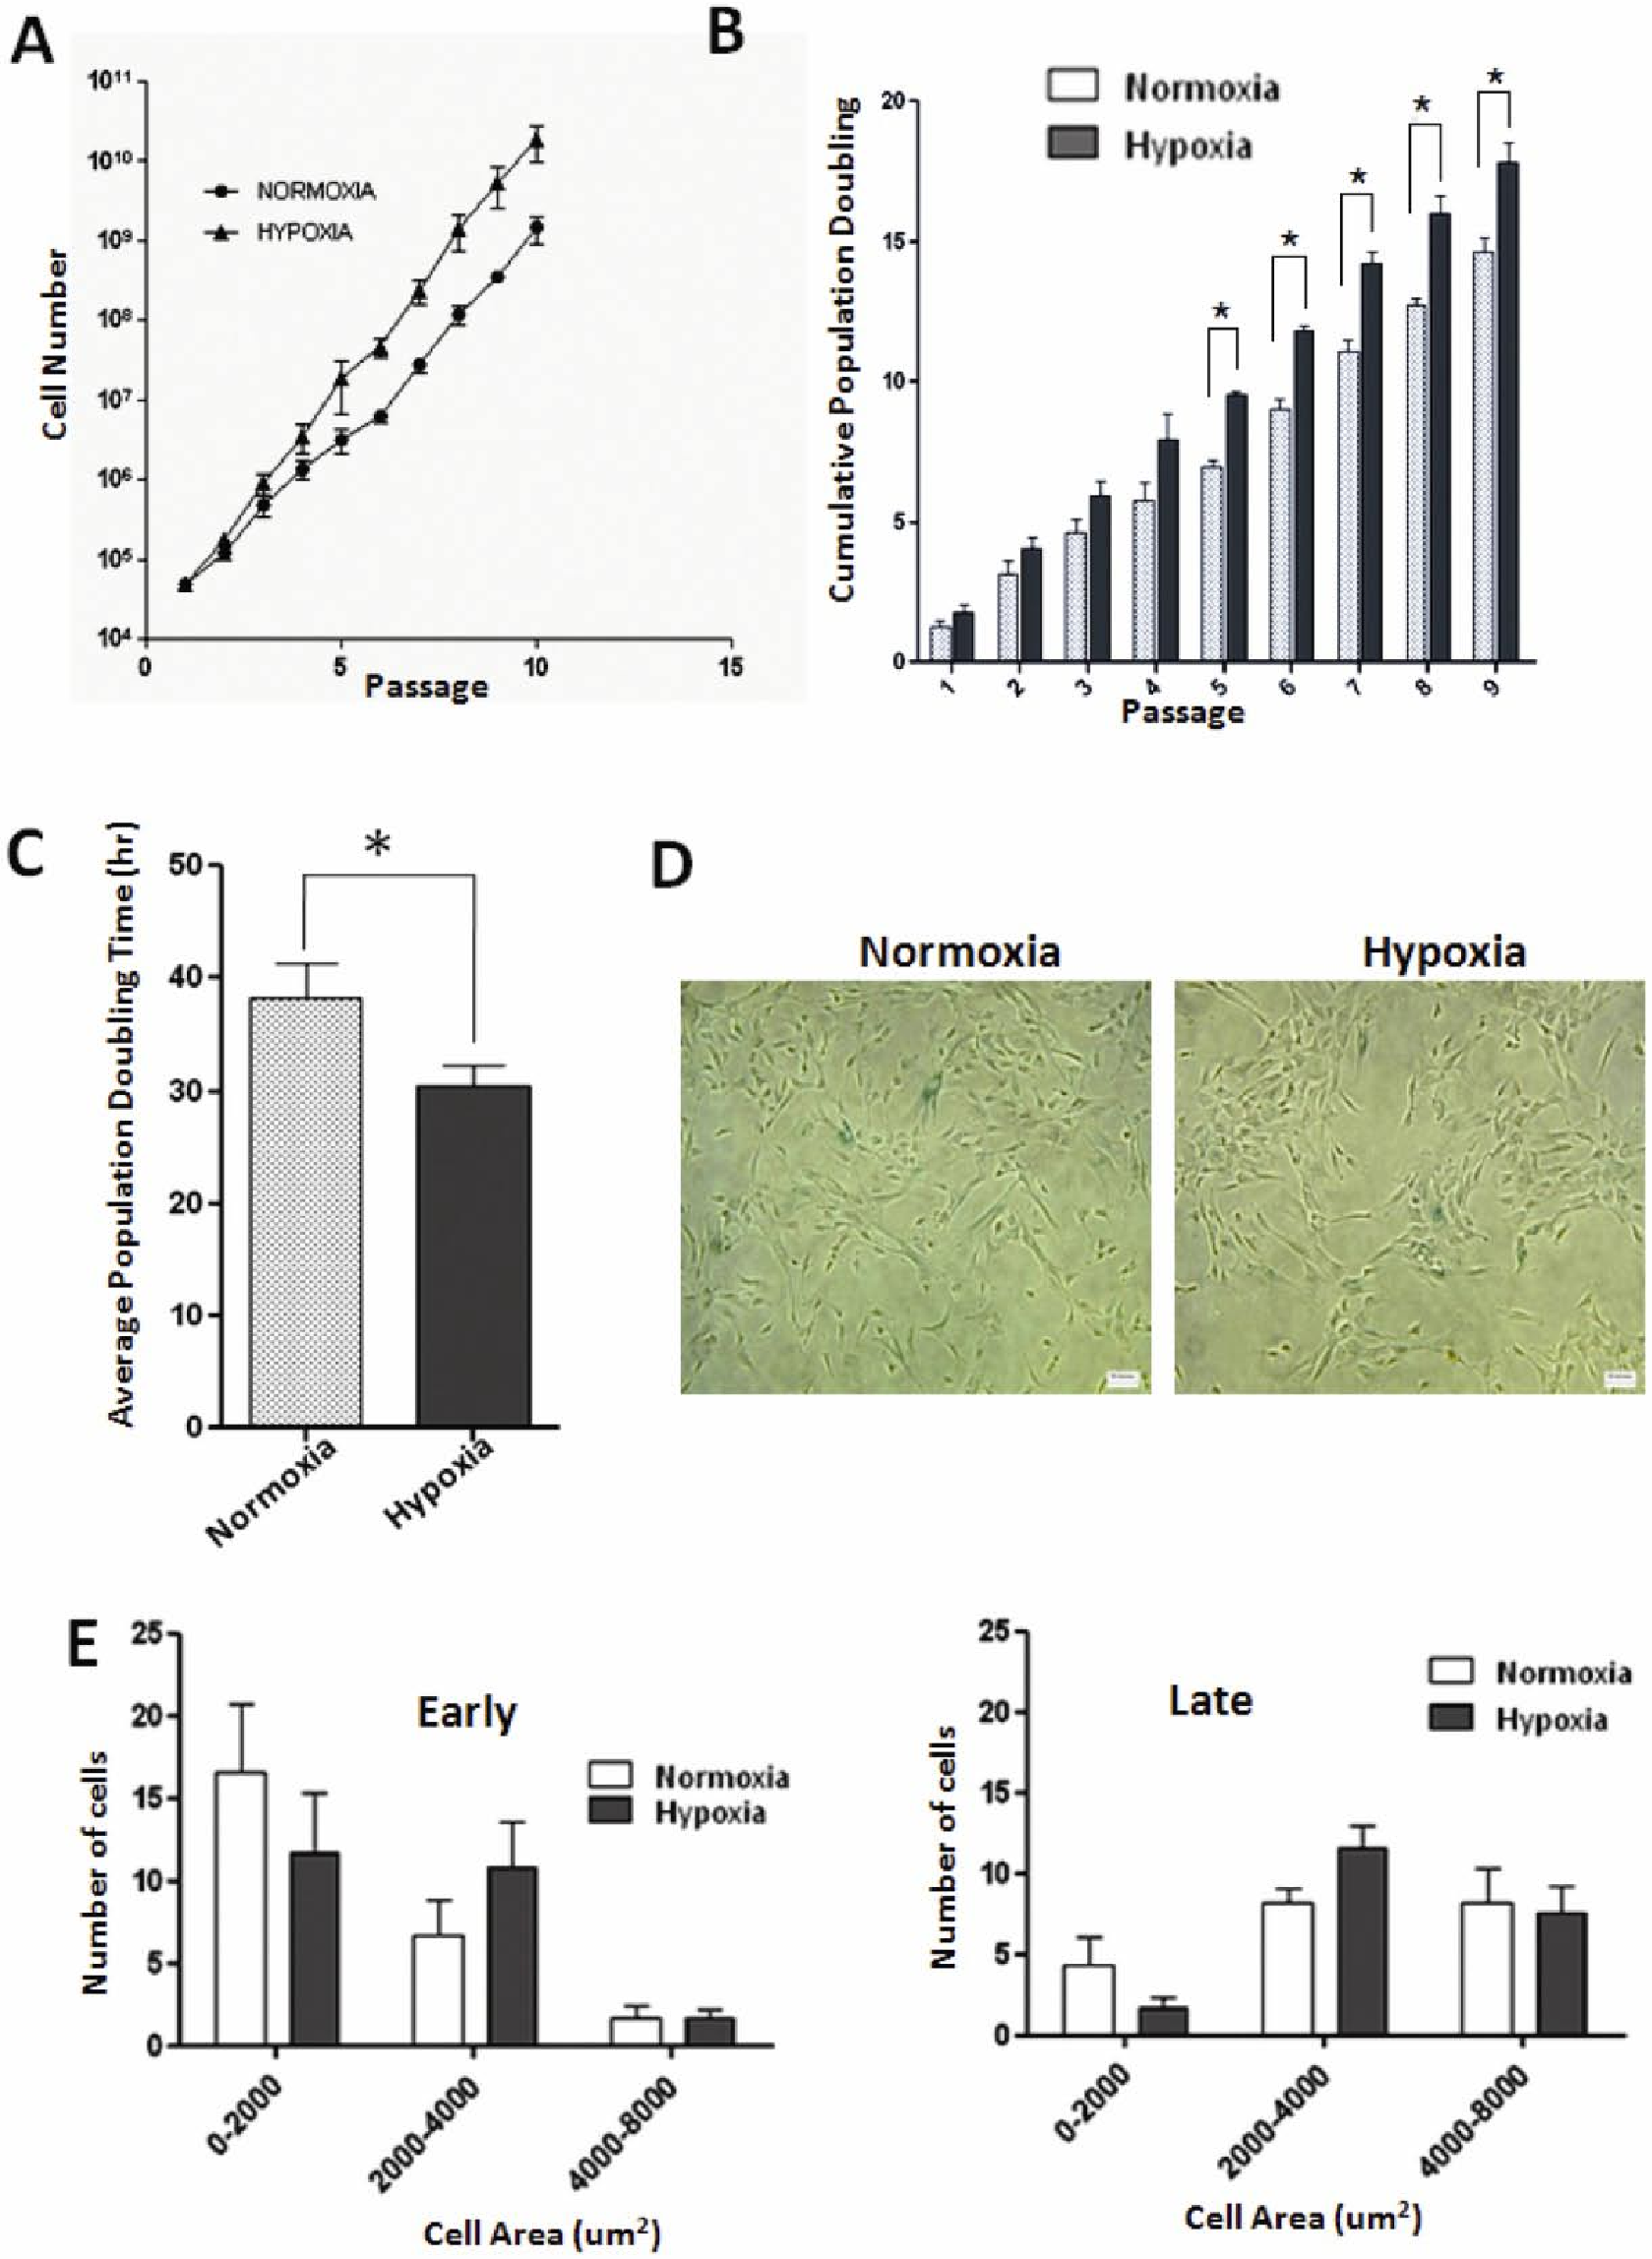 A
10¹¹
10¹⁰
10⁹
10⁸
10⁷
10⁶
10⁵
10⁴
NORMOXIA
HYPOXIA
Cell Number
0 5 10 15
Passage
B
Normoxia
Hypoxia
Cumulative Population Doubling
20
15
10
5
0
* * * * *
1 2 3 4 5 6 7 8 9
Passage
C
Average Population Doubling Time (hr)
50
40
30
20
10
0
*
Normoxia Hypoxia
D
Normoxia Hypoxia
E
Early
Number of cells
25
20
15
10
5
0
Normoxia
Hypoxia
0-2000 2000-4000 4000-8000
Cell Area (um²)
Late
Number of cells
25
20
15
10
5
0
Normoxia
Hypoxia
0-2000 2000-4000 4000-8000
Cell Area (um²)